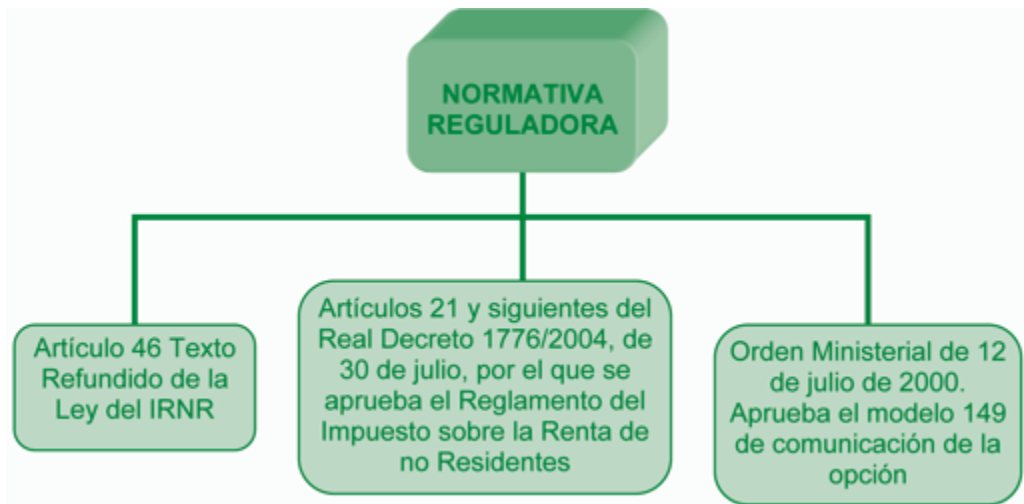 NORMATIVA
REGULADORA
Artículo 46 Texto
Refundido de la
Ley del IRNR
Artículos 21 y siguientes del
Real Decreto 1776/2004, de
30 de julio, por el que se
aprueba el Reglamento del
Impuesto sobre la Renta de
no Residentes
Orden Ministerial de 12
de julio de 2000.
Aprueba el modelo 149
de comunicación de la
opción